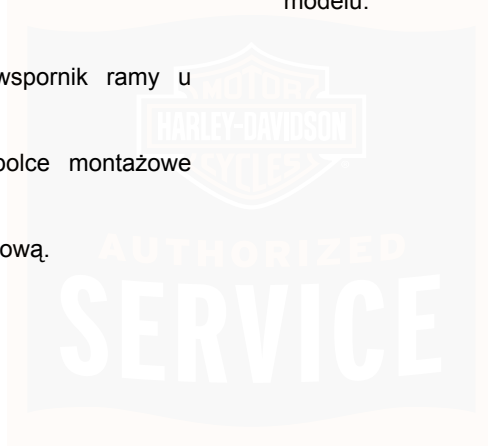 modelu.
wspornik ramy u
bolce montażowe
ową.
MOTOR
HARLEY-DAVIDSON
CYCLES
AUTHORIZED
SERVICE